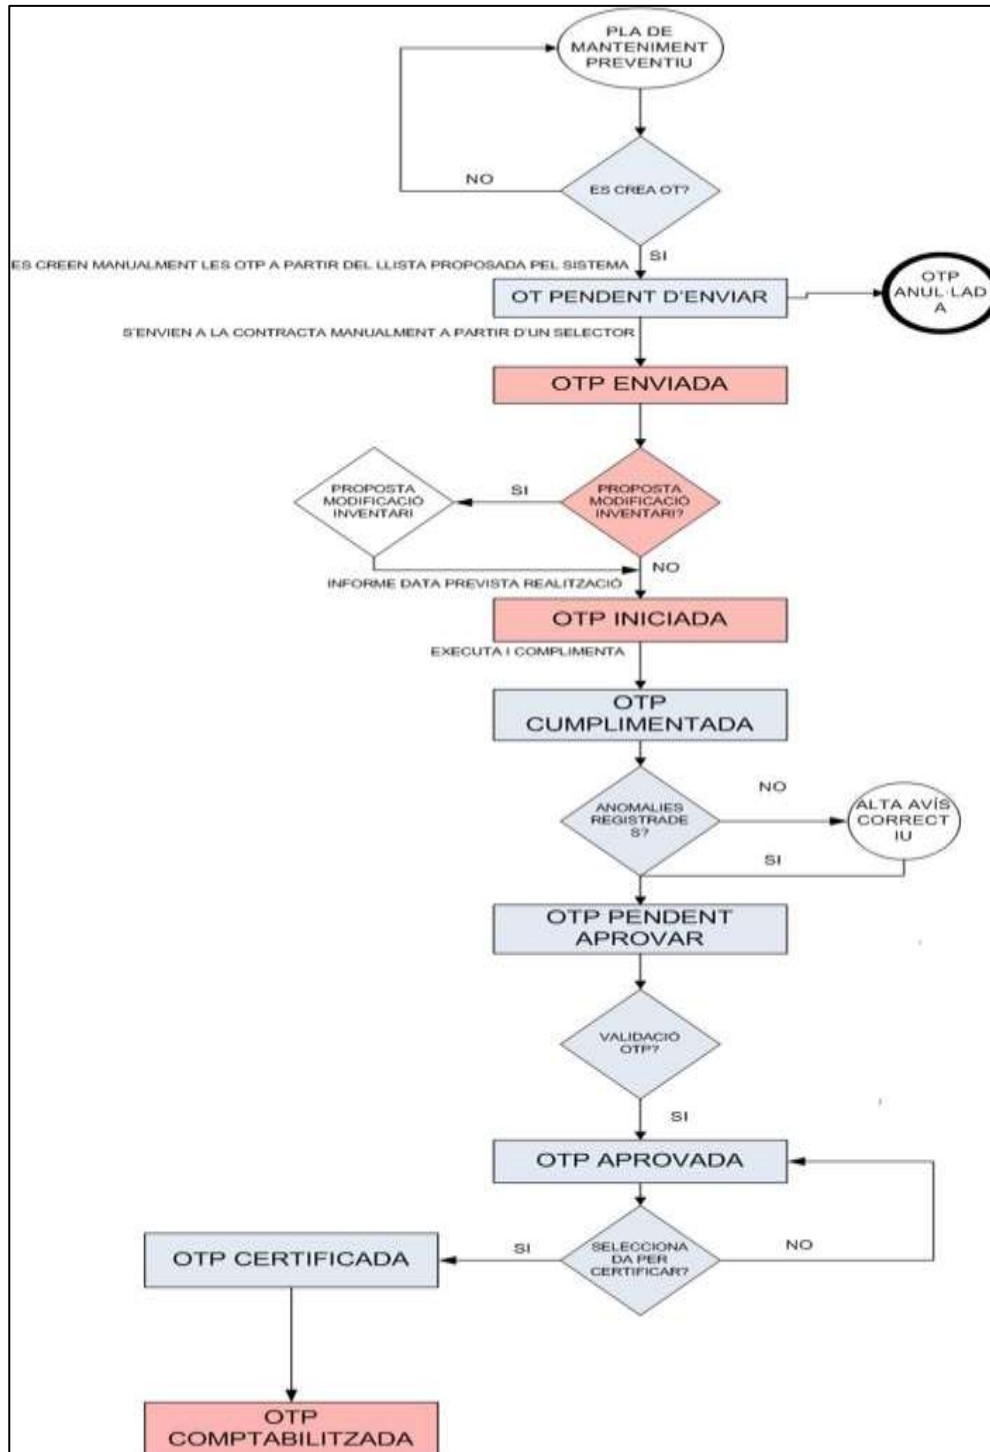 PLA DE
MANTENIMENT
PREVENTIU
NO
ES CREA OT?
SI
ES CREEN MANUALMENT LES OTP A PARTIR DEL LLISTA PROPOSADA PEL SISTEMA
OT PENDENT D'ENVIAR
OTP
ANUL·LAD
A
S'ENVIEN A LA CONTRACTA MANUALMENT A PARTIR D'UN SELECTOR
OTP ENVIADA
PROPOSTA
MODIFICACIÓ
INVENTARI
SI
PROPOSTA
MODIFICACIÓ
INVENTARI?
NO
INFORME DATA PREVISTA REALITZACIÓ
OTP INICIADA
EXECUTA I COMPLIMENTA
OTP
CUMPLIMENTADA
ANOMALIES
REGISTRADE
S?
NO
ALTA AVÍS
CORRECT
IU
SI
OTP PENDENT
APROVAR
VALIDACIÓ
OTP?
SI
OTP APROVADA
OTP CERTIFICADA
SI
SELECCIONA
DA PER
CERTIFICAR?
NO
OTP
COMPTABILITZADA